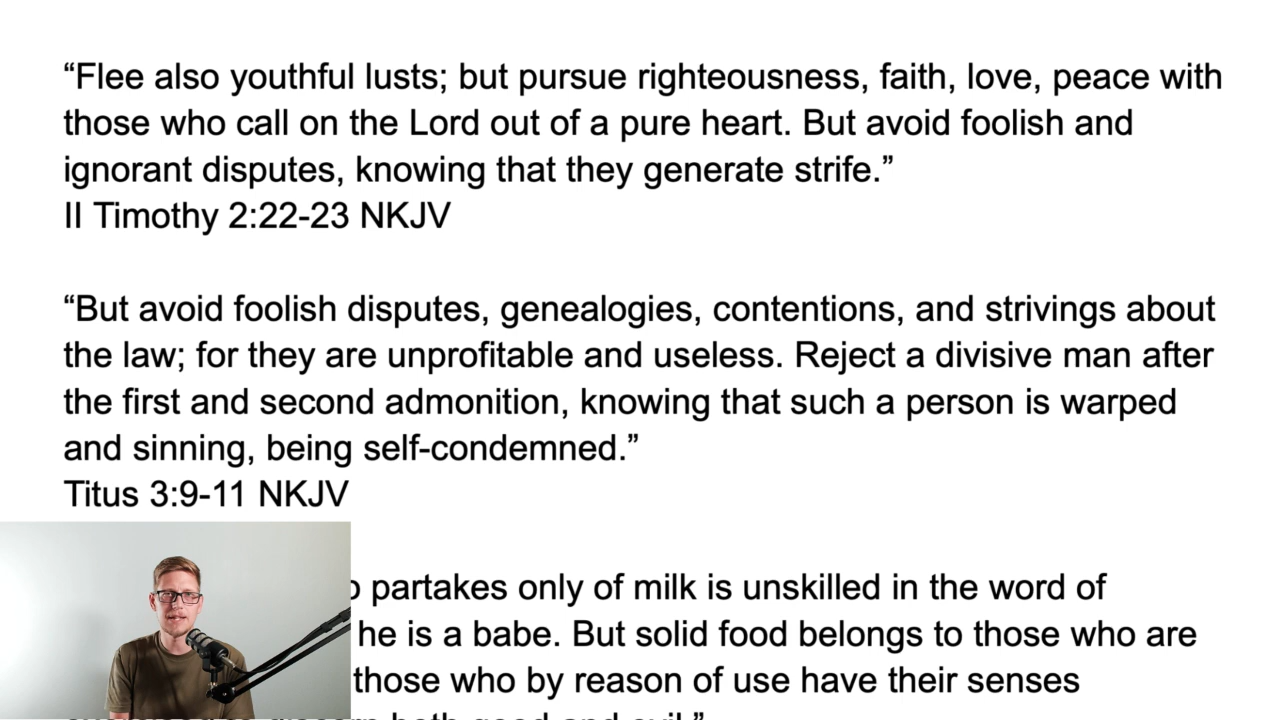 “Flee also youthful lusts; but pursue righteousness, faith, love, peace with
those who call on the Lord out of a pure heart. But avoid foolish and
ignorant disputes, knowing that they generate strife.”
II Timothy 2:22-23 NKJV
“But avoid foolish disputes, genealogies, contentions, and strivings about
the law; for they are unprofitable and useless. Reject a divisive man after
the first and second admonition, knowing that such a person is warped
and sinning, being self-condemned.”
Titus 3:9-11 NKJV
partakes only of milk is unskilled in the word of
he is a babe. But solid food belongs to those who are
those who by reason of use have their senses
discern both good and evil.”